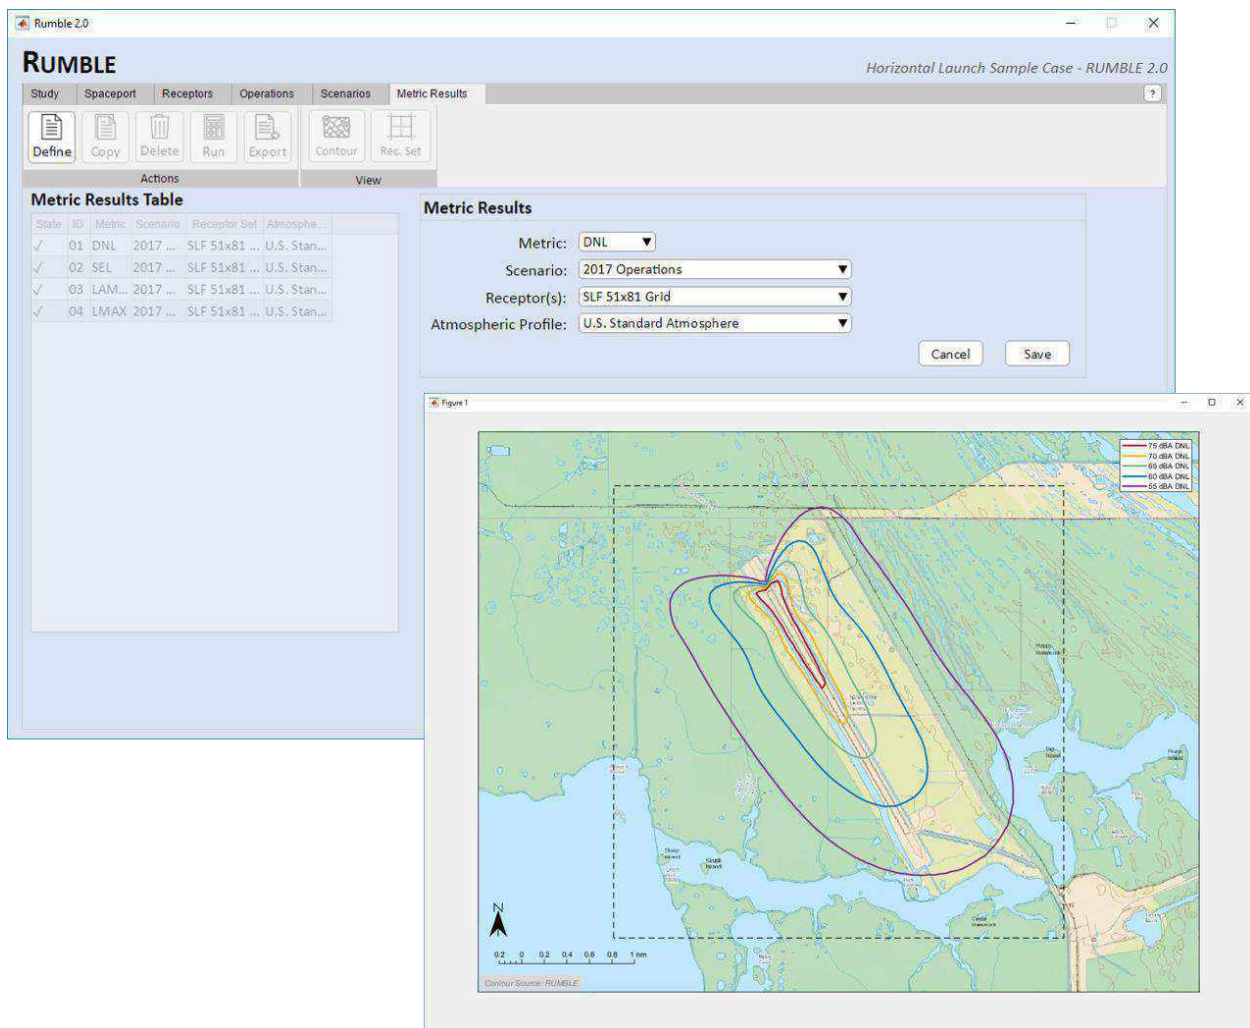 Rumble 2.0
RUMBLE
Horizontal Launch Sample Case - RUMBLE 2.0
Study Spaceport Receptors Operations Scenarios Metric Results ?
Define Copy Delete Run Export Contour Rec. Set
Actions View
Metric Results Table
State ID Metric Scenario Receptor Set Atmosphe...
✓ 01 DNL 2017 ... SLF 51x81 ... U.S. Stan...
✓ 02 SEL 2017 ... SLF 51x81 ... U.S. Stan...
✓ 03 LAM... 2017 ... SLF 51x81 ... U.S. Stan...
✓ 04 LMAX 2017 ... SLF 51x81 ... U.S. Stan...
Metric Results
Metric: DNL
Scenario: 2017 Operations
Receptor(s): SLF 51x81 Grid
Atmospheric Profile: U.S. Standard Atmosphere
Cancel Save
Figure 1
75 dBA DNL
70 dBA DNL
65 dBA DNL
60 dBA DNL
55 dBA DNL
Island
Island
Island
Cedar
Hammock
N
0.2 0 0.2 0.4 0.6 0.8 1 nm
Contour Source: RUMBLE